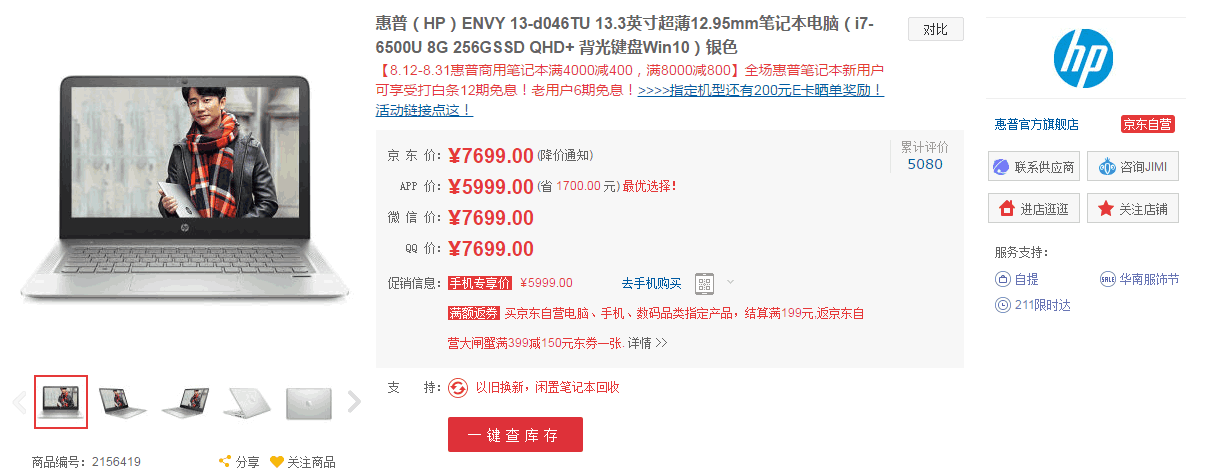 惠普（HP）ENVY 13-d046TU 13.3英寸超薄12.95mm笔记本电脑（i7-
6500U 8G 256GSSD QHD+ 背光键盘Win10）银色
【8.12-8.31惠普商用笔记本满4000减400，满8000减800】全场惠普笔记本新用户
可享受打白条12期免息！老用户6期免息！>>>>指定机型还有200元E卡晒单奖励！
活动链接点这！
对比
京 东 价： ¥7699.00 (降价通知)
累计评价
5080
APP 价： ¥5999.00 (省 1700.00 元) 最优选择！
微 信 价： ¥7699.00
QQ 价： ¥7699.00
促销信息： 手机专享价 ¥5999.00 去手机购买
满额返券 买京东自营电脑、手机、数码品类指定产品，结算满199元,返京东自
营大闸蟹满399减150元东券一张. 详情 >>
支 持： 以旧换新，闲置笔记本回收
一键查库存
商品编号：2156419 分享 关注商品
hp
惠普官方旗舰店 京东自营
联系供应商 咨询JIMI
进店逛逛 关注店铺
服务支持：
自提 SALE 华南服饰节
211限时达